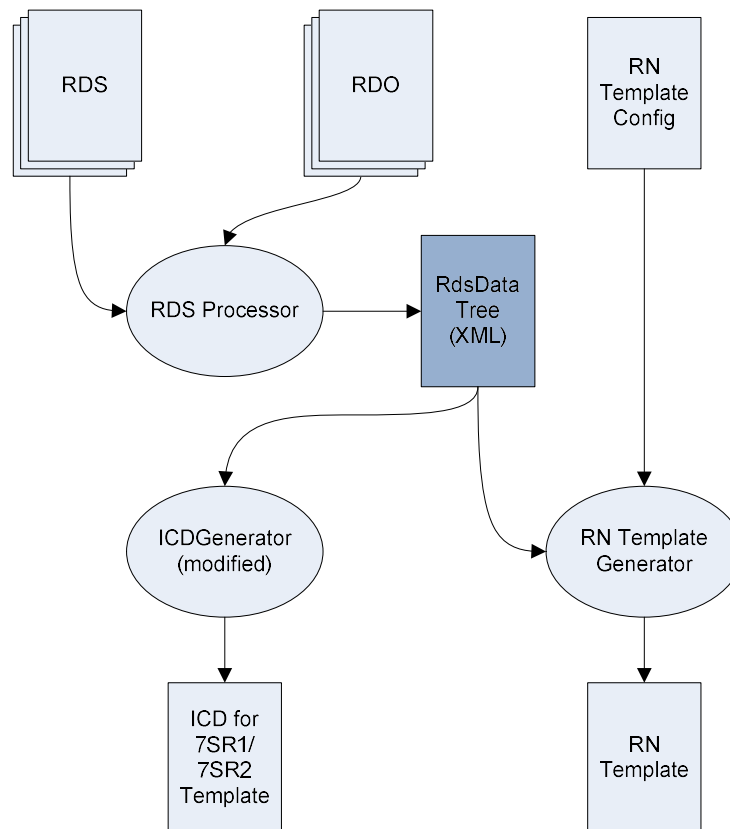 RDS
RDO
RN
Template
Config
RDS Processor
RdsData
Tree
(XML)
ICDGenerator
(modified)
RN Template
Generator
ICD for
7SR1/
7SR2
Template
RN
Template